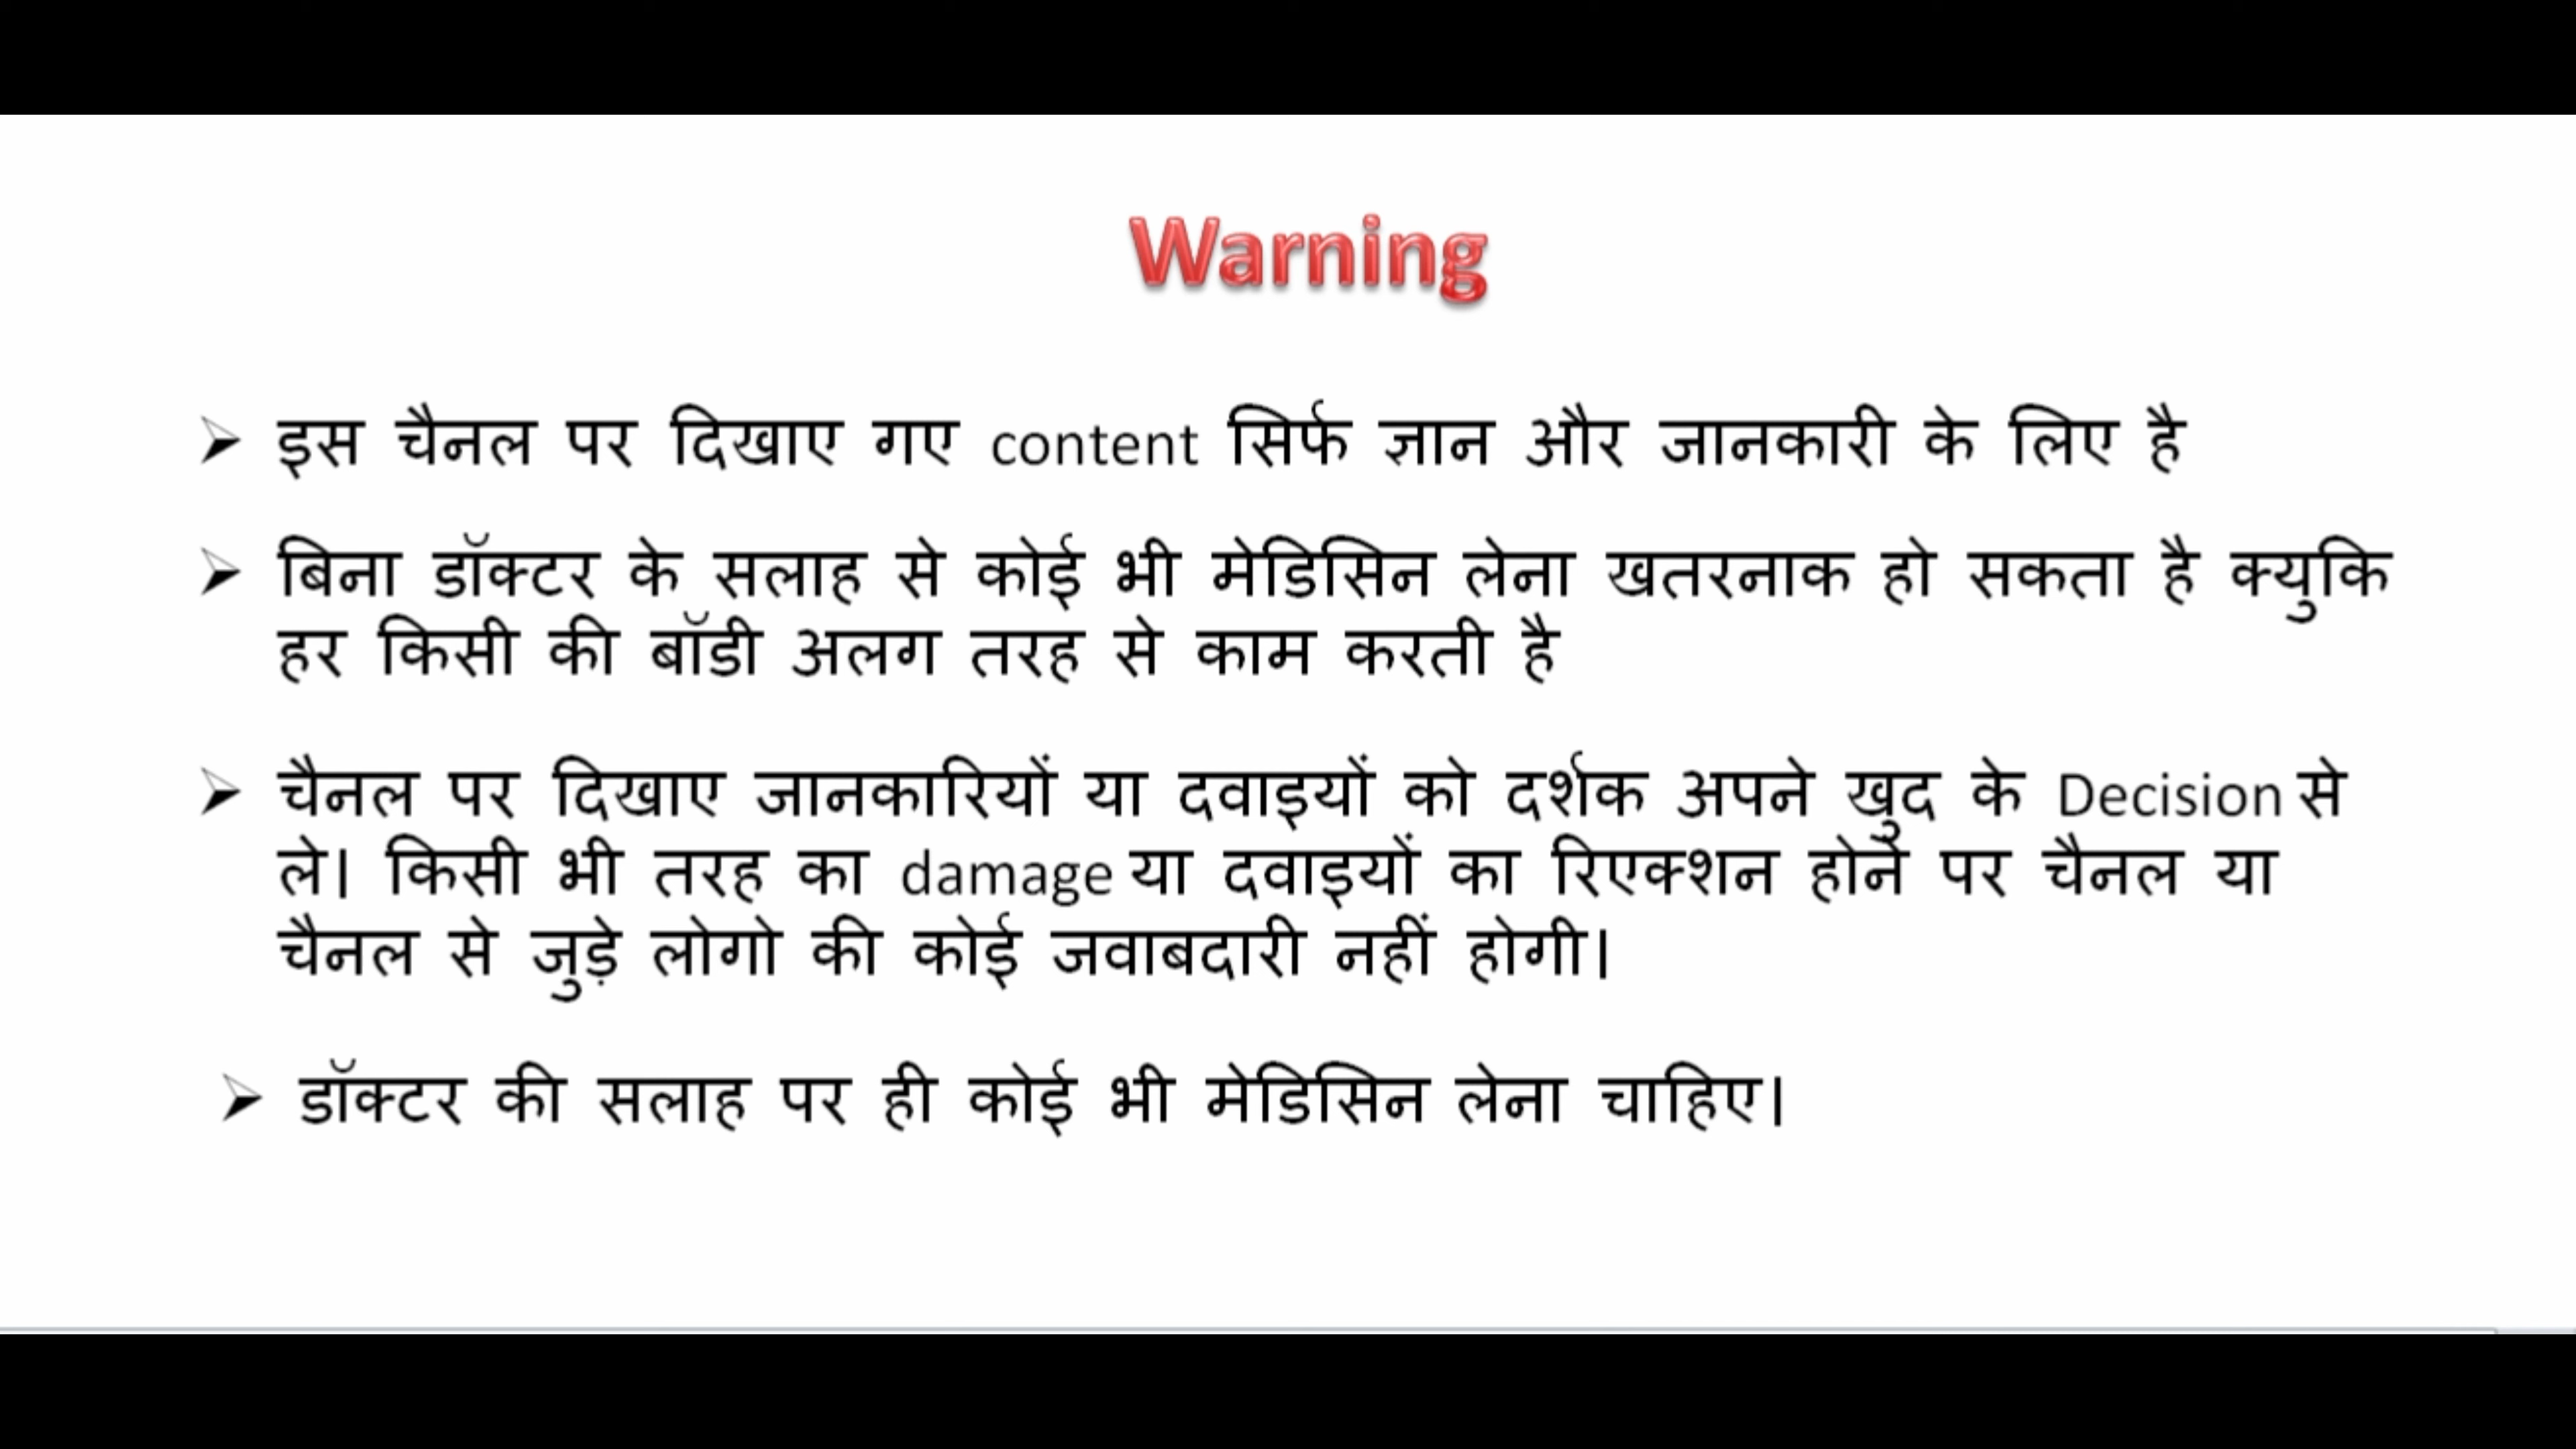 Warning
➢ इस चैनल पर दिखाए गए content सिर्फ ज्ञान और जानकारी के लिए है
➢ बिना डॉक्टर के सलाह से कोई भी मेडिसिन लेना खतरनाक हो सकता है क्युकि
हर किसी की बॉडी अलग तरह से काम करती है
➢ चैनल पर दिखाए जानकारियों या दवाइयों को दर्शक अपने खुद के Decision से
ले। किसी भी तरह का damage या दवाइयों का रिएक्शन होने पर चैनल या
चैनल से जुड़े लोगो की कोई जवाबदारी नहीं होगी।
➢ डॉक्टर की सलाह पर ही कोई भी मेडिसिन लेना चाहिए।